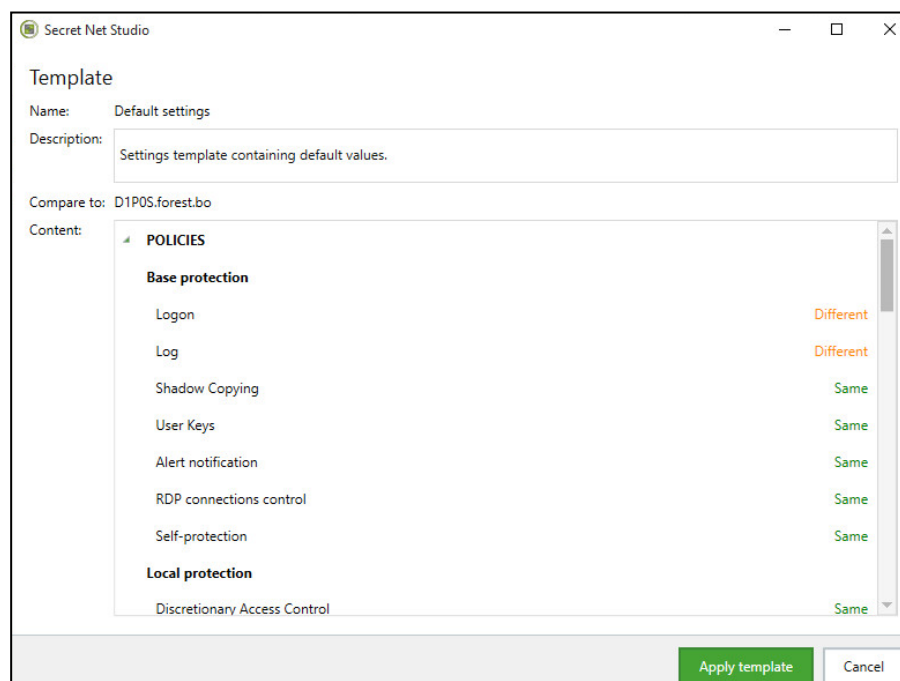 Secret Net Studio
Template
Name: Default settings
Description: Settings template containing default values.
Compare to: D1P0S.forest.bo
Content: POLICIES
Base protection
Logon Different
Log Different
Shadow Copying Same
User Keys Same
Alert notification Same
RDP connections control Same
Self-protection Same
Local protection
Discretionary Access Control Same
Apply template Cancel